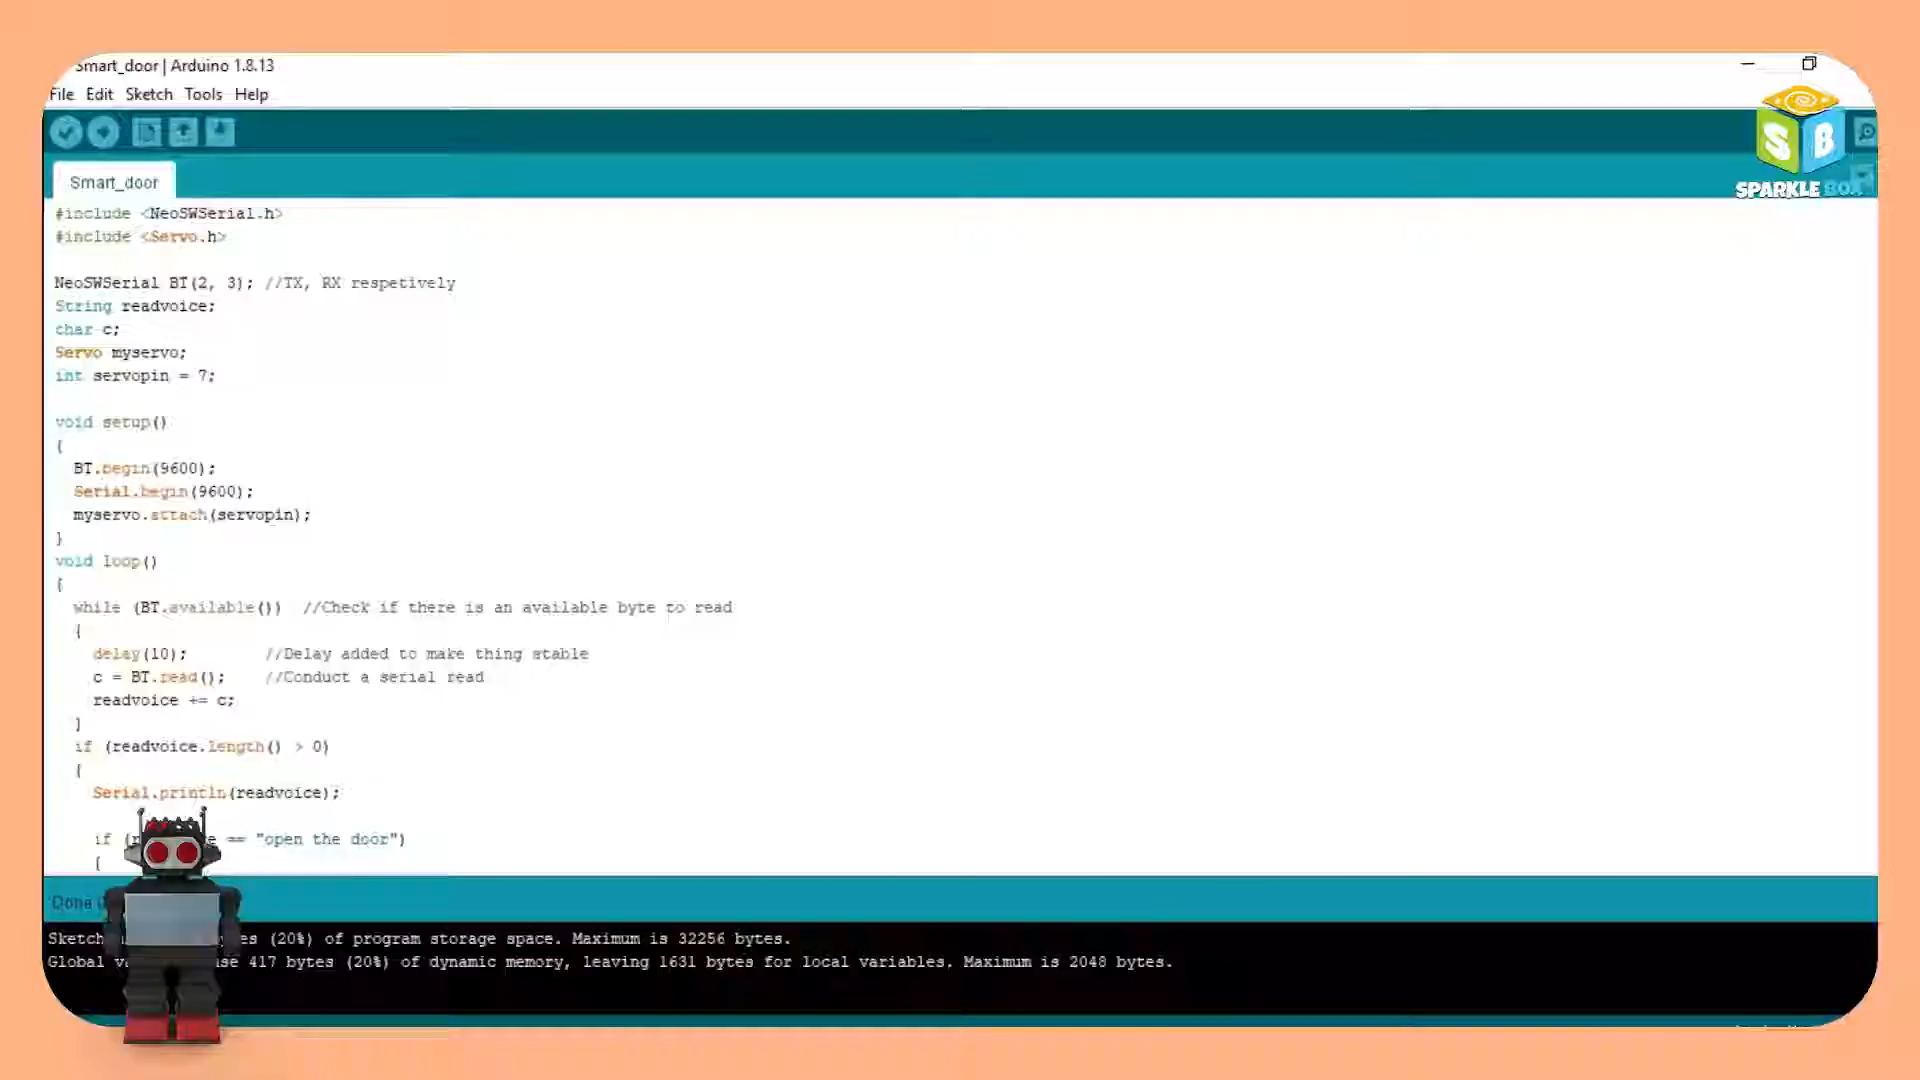 Smart_door | Arduino 1.8.13
File Edit Sketch Tools Help
S B
SPARKLE BOX
Smart_door
#include <NeoSWSerial.h>
#include <Servo.h>
NeoSWSerial BT(2, 3); //TX, RX respetively
String readvoice;
char c;
Servo myservo;
int servopin = 7;
void setup()
{
BT.begin(9600);
Serial.begin(9600);
myservo.attach(servopin);
}
void loop()
{
while (BT.available()) //Check if there is an available byte to read
{
delay(10); //Delay added to make thing stable
c = BT.read(); //Conduct a serial read
readvoice += c;
}
if (readvoice.length() > 0)
{
Serial.println(readvoice);
if ( == "open the door")
{
Done
Sketch (20%) of program storage space. Maximum is 32256 bytes.
Global 417 bytes (20%) of dynamic memory, leaving 1631 bytes for local variables. Maximum is 2048 bytes.